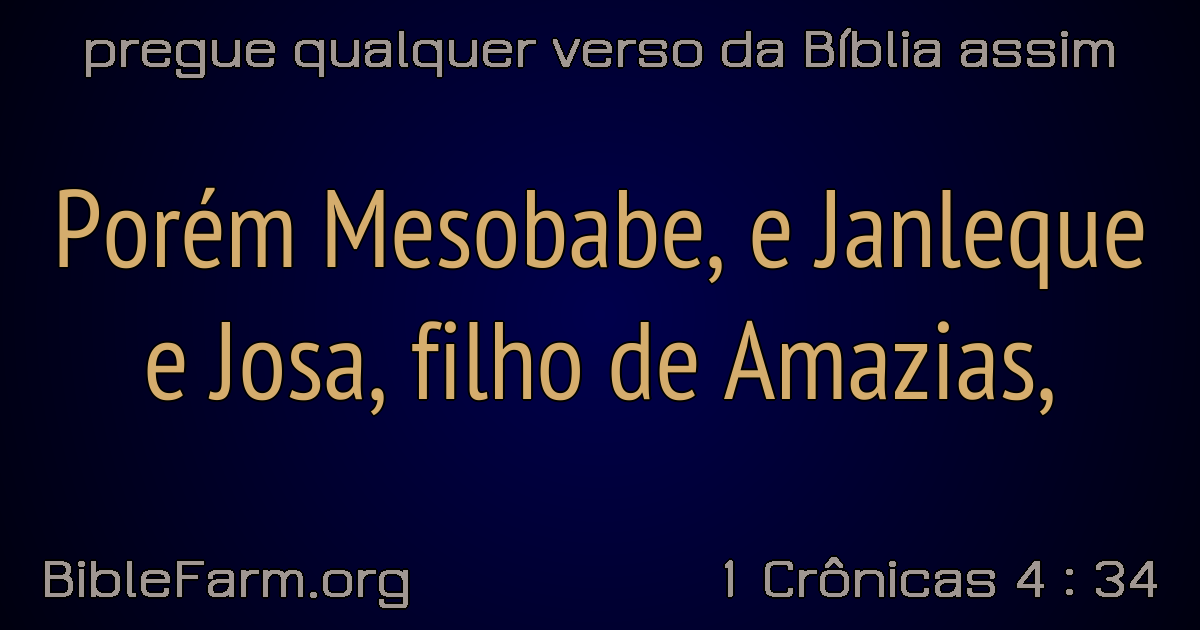 pregue qualquer verso da Bíblia assim
Porém Mesobabe, e Janleque
e Josa, filho de Amazias,
BibleFarm.org
1 Crônicas 4 : 34